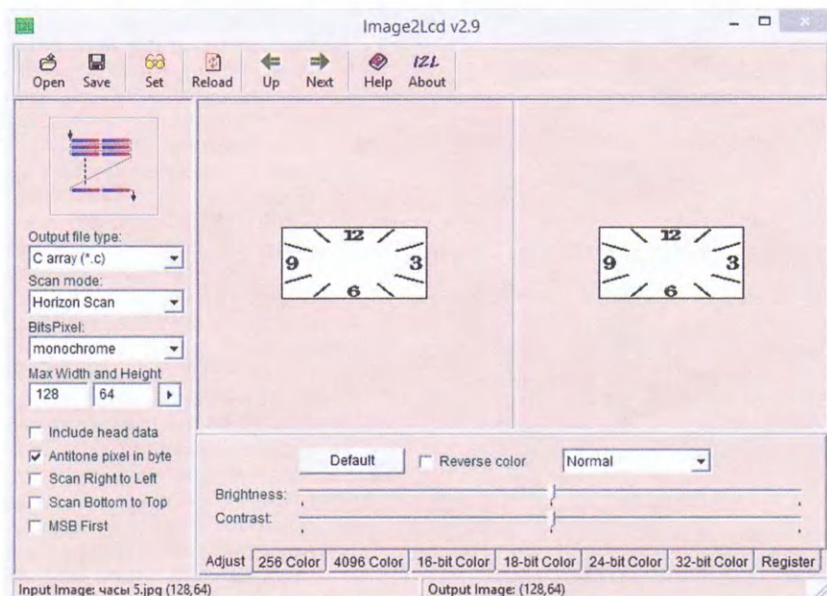 Image2Lcd v2.9
Open Save Set Reload Up Next Help About
Output file type:
C array (*.c)
Scan mode:
Horizon Scan
BitsPixel:
monochrome
Max Width and Height
128 64
Include head data
Antitone pixel in byte
Scan Right to Left
Scan Bottom to Top
MSB First
12
9 3
6
12
9 3
6
Default Reverse color Normal
Brightness:
Contrast:
Adjust 256 Color 4096 Color 16-bit Color 18-bit Color 24-bit Color 32-bit Color Register
Input Image: часы 5.jpg (128,64) Output Image: (128,64)